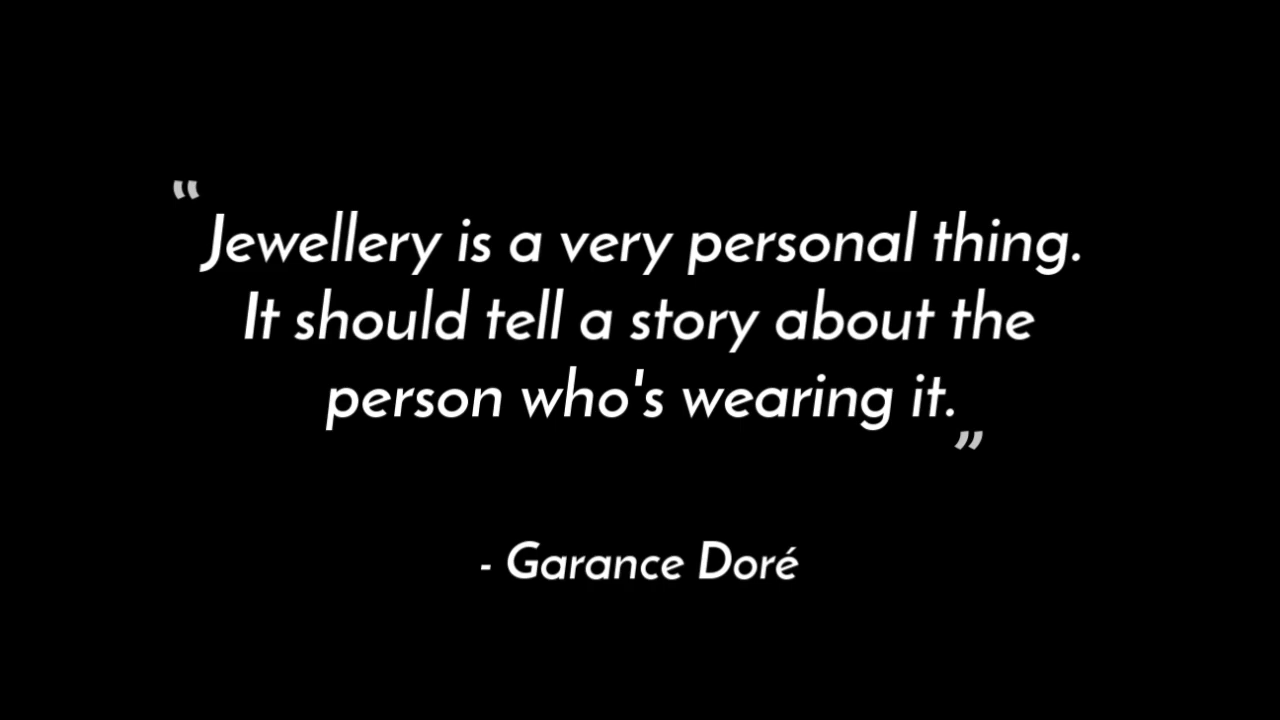 “Jewellery is a very personal thing.
It should tell a story about the
person who's wearing it.”
- Garance Doré